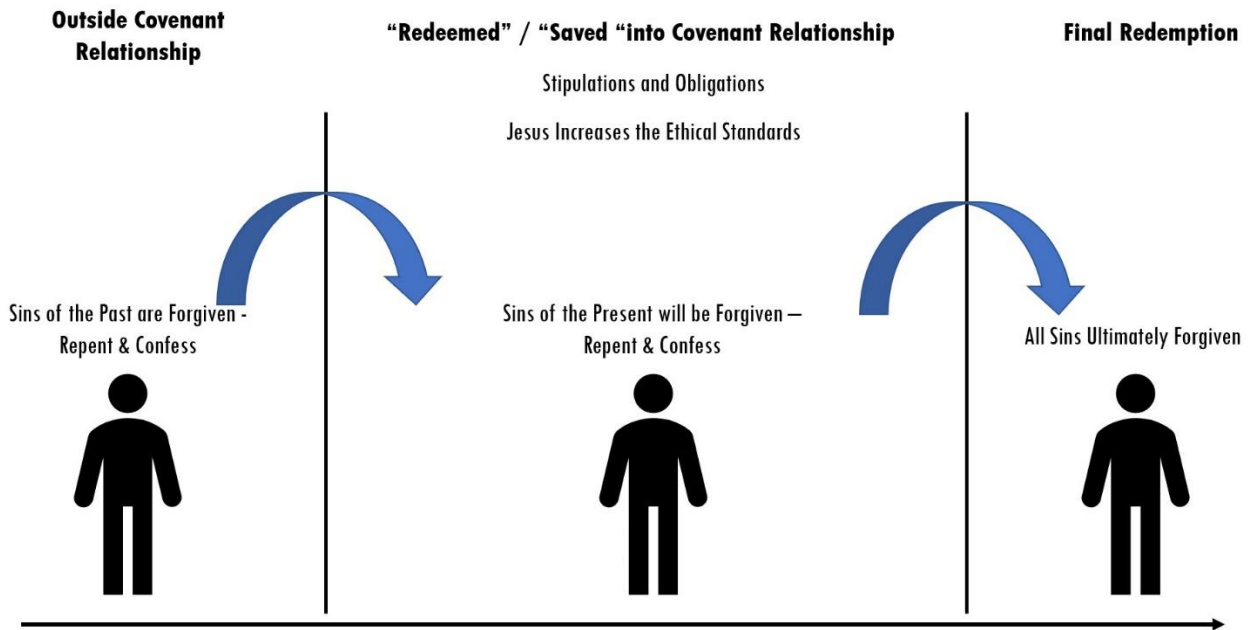 Outside Covenant
Relationship
“Redeemed” / “Saved “into Covenant Relationship
Final Redemption
Stipulations and Obligations
Jesus Increases the Ethical Standards
Sins of the Past are Forgiven -
Repent & Confess
Sins of the Present will be Forgiven –
Repent & Confess
All Sins Ultimately Forgiven